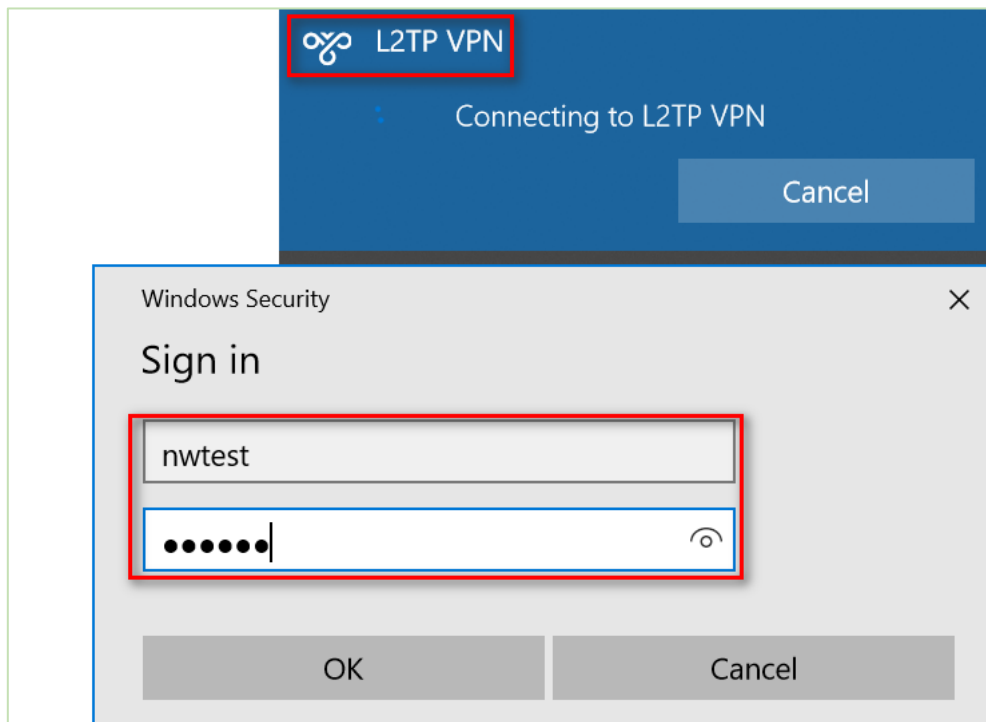 L2TP VPN
Connecting to L2TP VPN
Cancel
Windows Security
Sign in
nwtest
●●●●●●
OK
Cancel